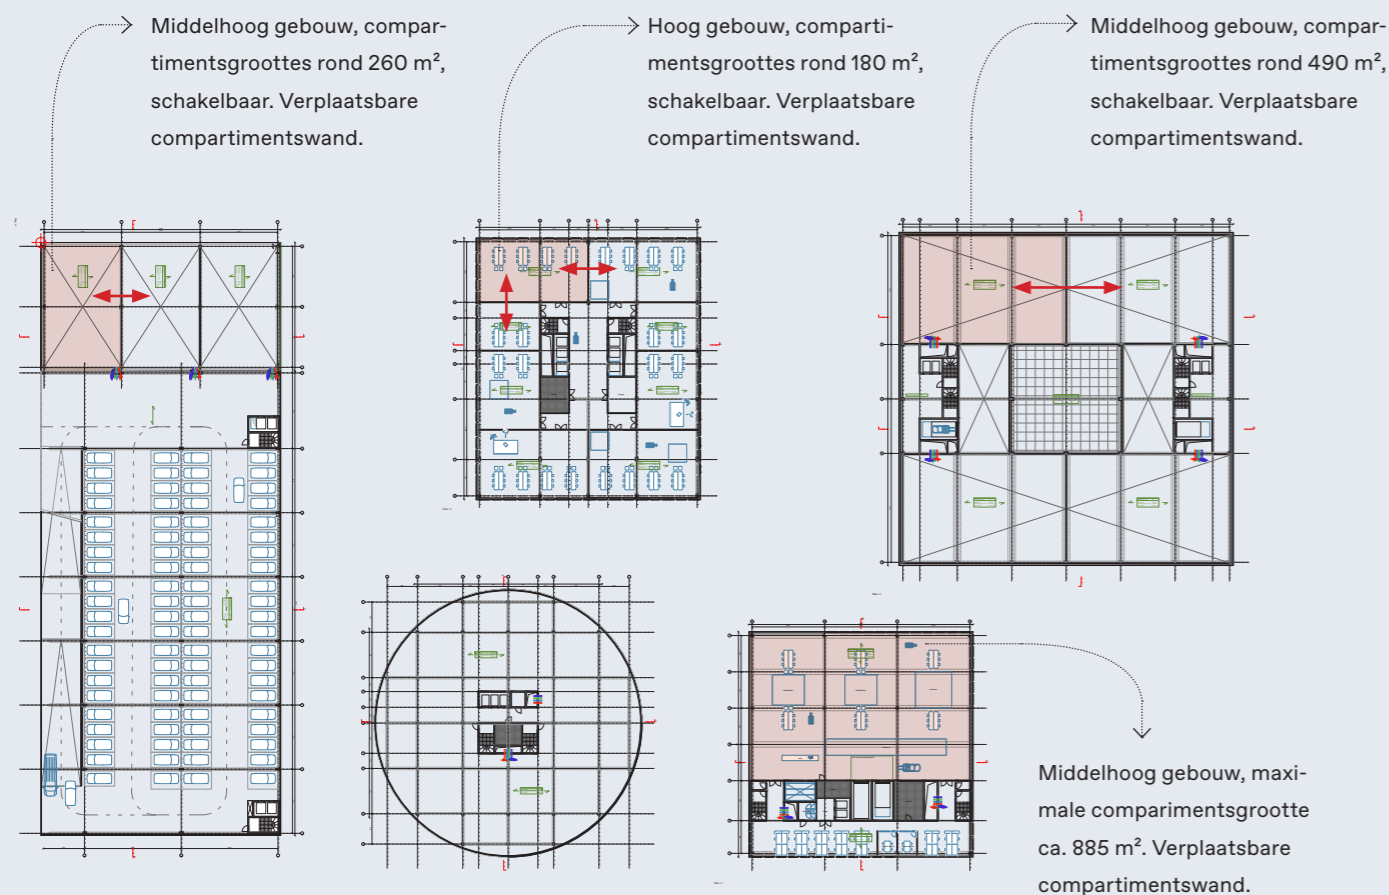 Middelhoog gebouw, compar-
timentsgroottes rond 260 m²,
schakelbaar. Verplaatsbare
compartimentswand.
Hoog gebouw, comparti-
mentsgroottes rond 180 m²,
schakelbaar. Verplaatsbare
compartimentswand.
Middelhoog gebouw, compar-
timentsgroottes rond 490 m²,
schakelbaar. Verplaatsbare
compartimentswand.
Middelhoog gebouw, maxi-
male comparimentsgrootte
ca. 885 m². Verplaatsbare
compartimentswand.